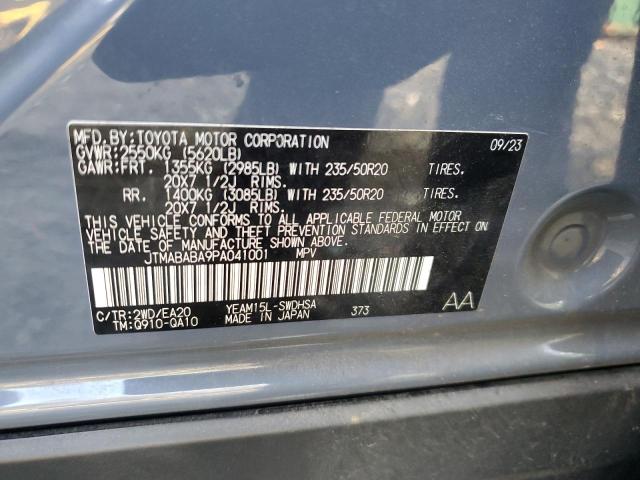 MFD.BY:TOYOTA MOTOR CORPORATION 09/23
GVWR:2550KG (5620LB)
GAWR:FRT. 1355KG (2985LB) WITH 235/50R20 TIRES.
20X7 1/2J RIMS.
RR. 1400KG (3085LB) WITH 235/50R20 TIRES.
20X7 1/2J RIMS.
THIS VEHICLE CONFORMS TO ALL APPLICABLE FEDERAL MOTOR
VEHICLE SAFETY AND THEFT PREVENTION STANDARDS IN EFFECT ON
THE DATE OF MANUFACTURE SHOWN ABOVE.
JTMABABA9PA041001 MPV
C/TR:2WD/EA20 YEAM15L-SWDHSA
TM:Q910-QA10 MADE IN JAPAN 373 AA